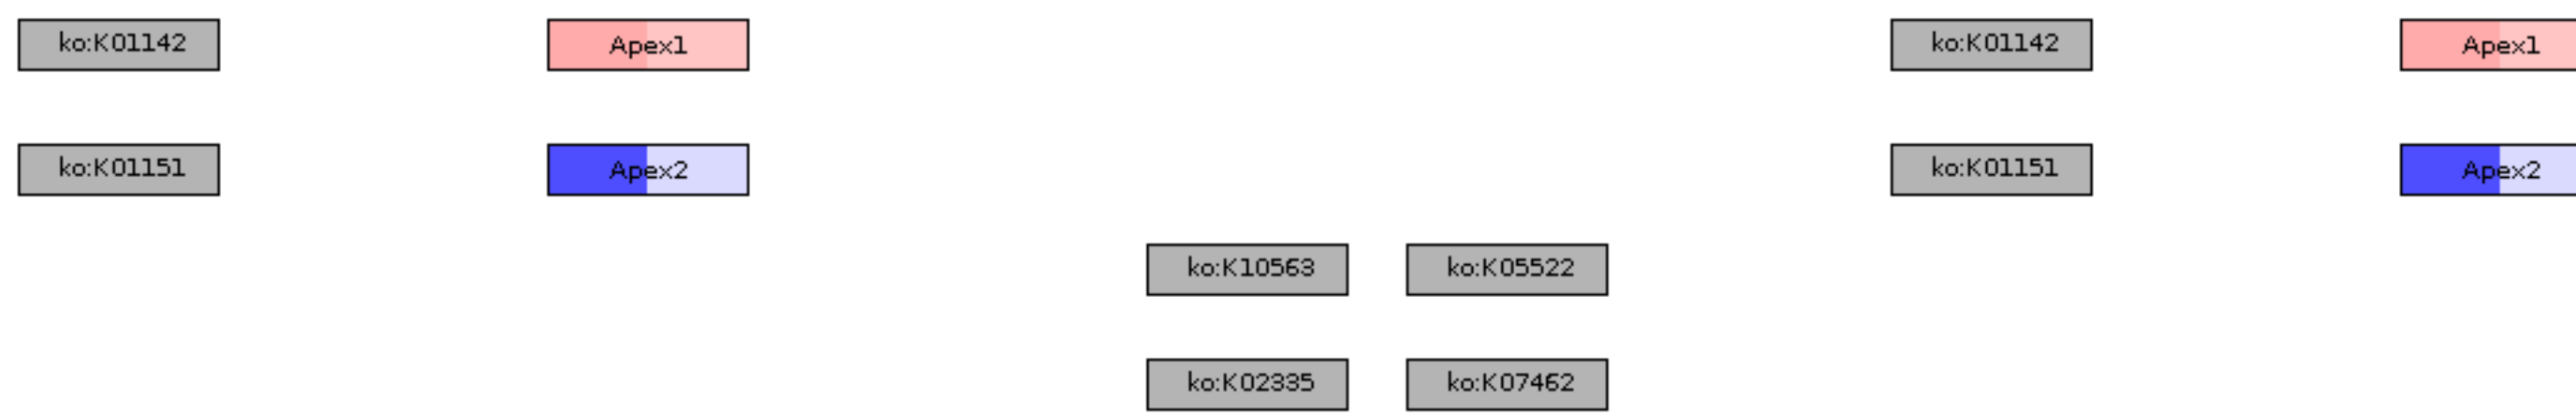 ko:K01142 Apex1 ko:K01142 Apex1
ko:K01151 Apex2 ko:K01151 Apex2
ko:K10563 ko:K05522
ko:K02335 ko:K07462